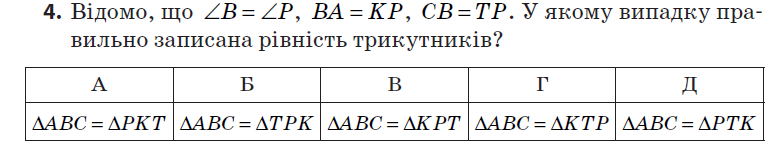 4. Відомо, що ∠B = ∠P, BA = KP, CB = TP. У якому випадку пра-
вильно записана рівність трикутників?
А Б В Г Д
ΔABC = ΔPKT ΔABC = ΔTPK ΔABC = ΔKPT ΔABC = ΔKTP ΔABC = ΔPTK